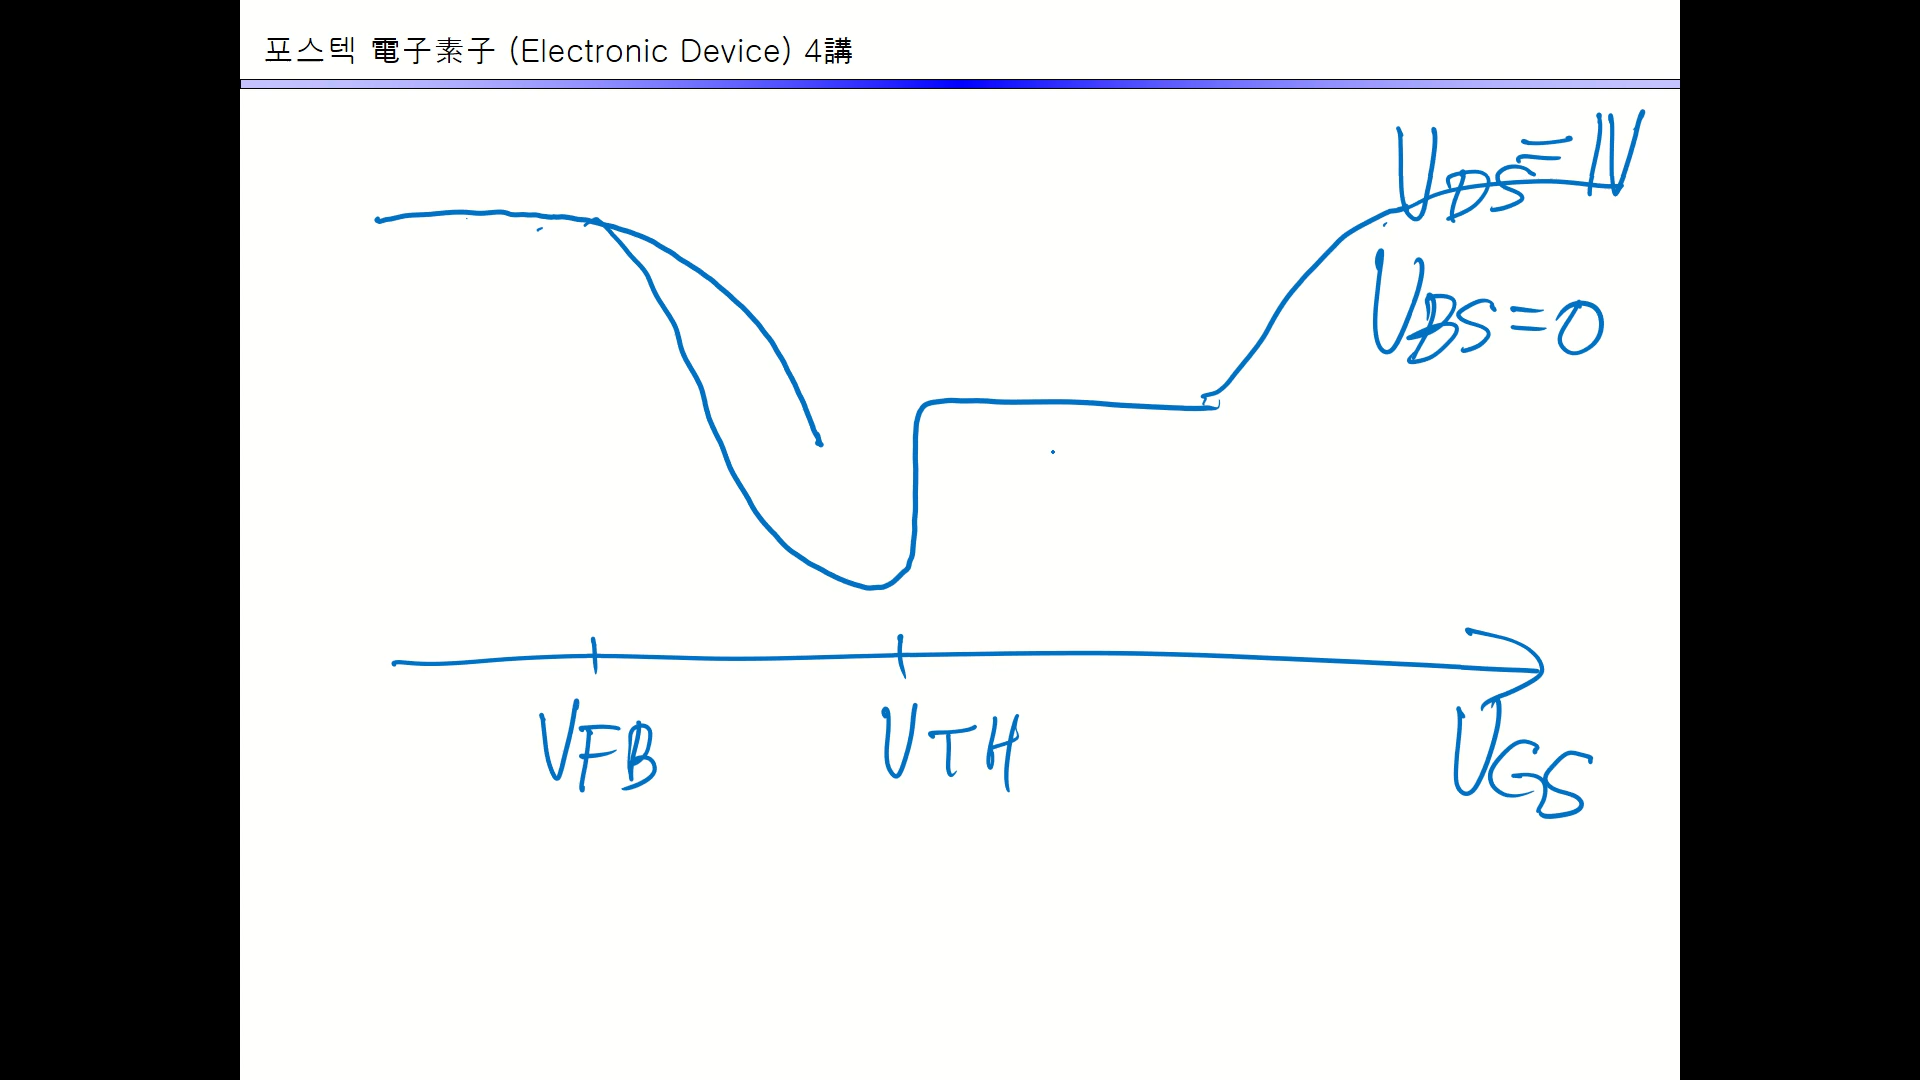 포스텍 電子素子 (Electronic Device) 4講
VDS = 1V
VBS = 0
VFB
VTH
VGS